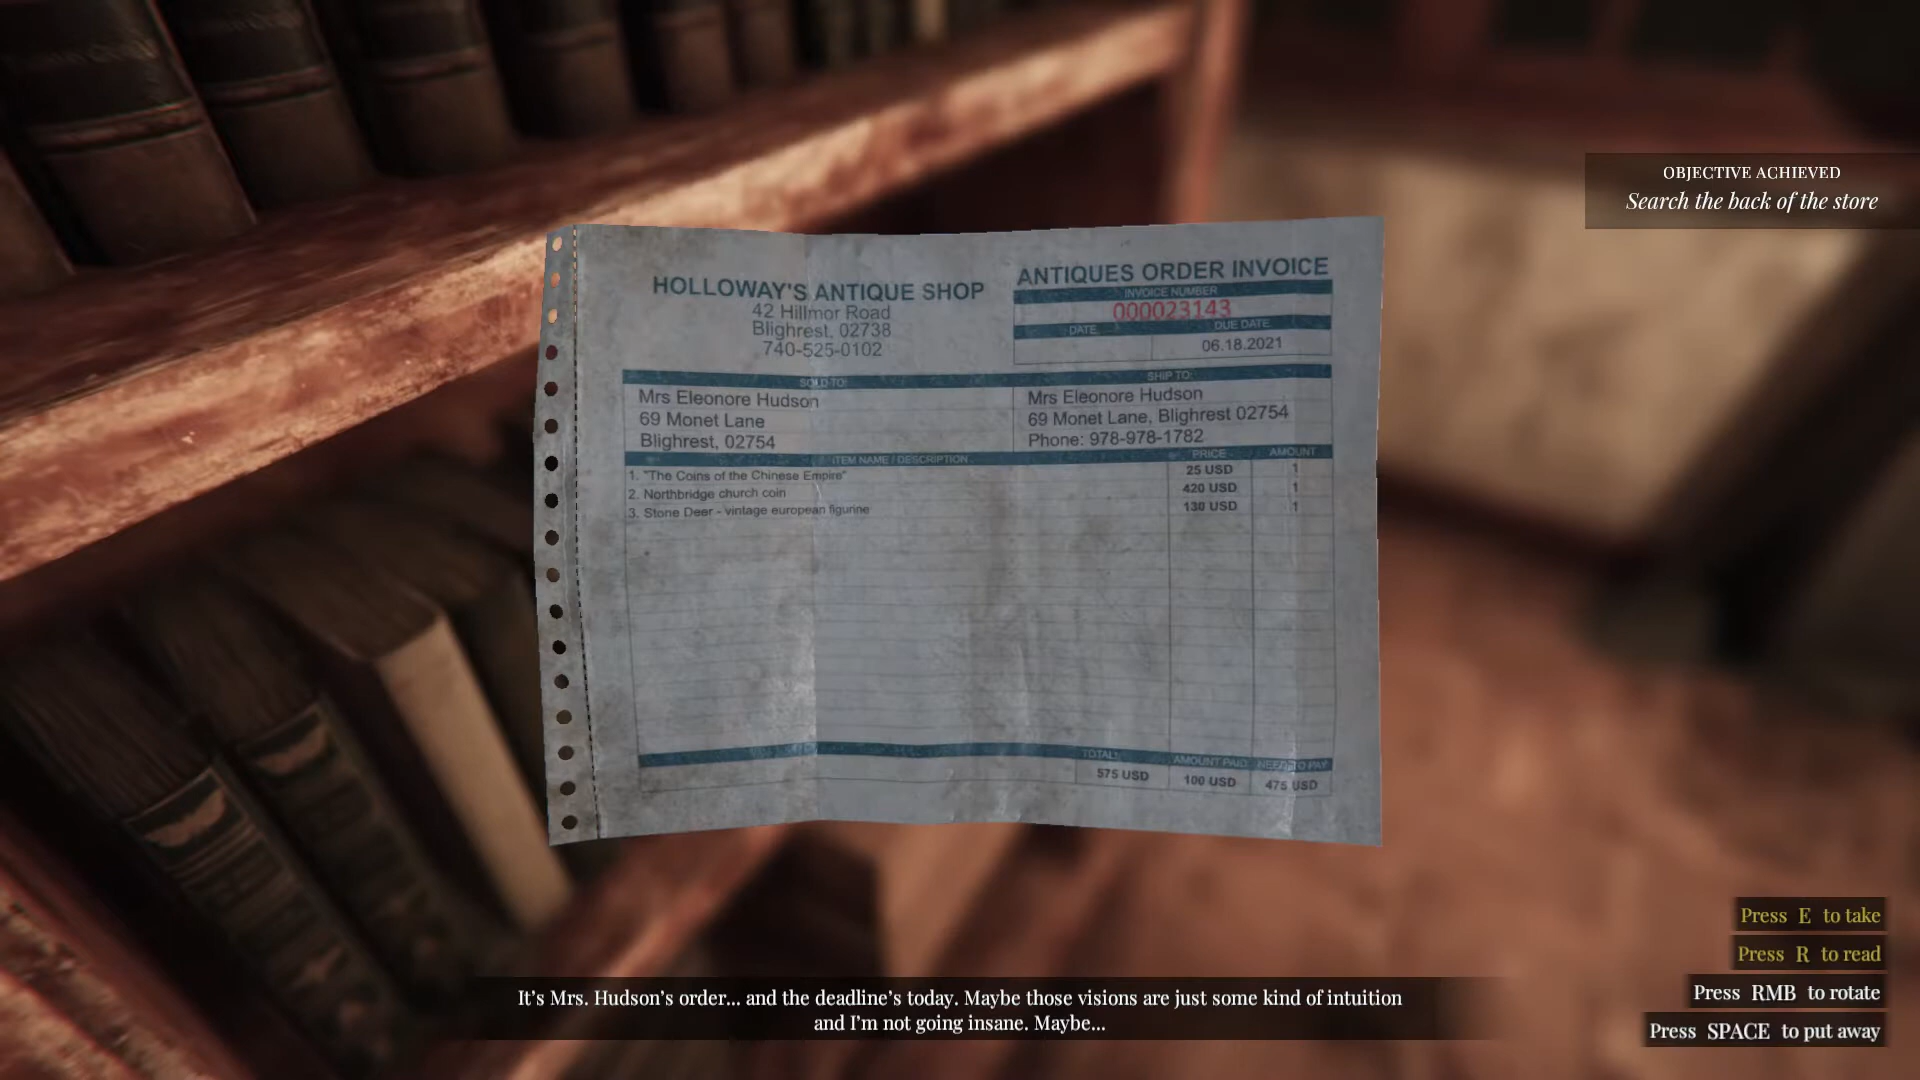 OBJECTIVE ACHIEVED
Search the back of the store
HOLLOWAY'S ANTIQUE SHOP
42 Hillmor Road
Blighrest, 02738
740-525-0102
ANTIQUES ORDER INVOICE
INVOICE NUMBER
000023143
DATE DUE DATE
06.18.2021
SOLD TO: SHIP TO:
Mrs Eleonore Hudson
69 Monet Lane
Blighrest, 02754
Mrs Eleonore Hudson
69 Monet Lane, Blighrest 02754
Phone: 978-978-1782
ITEM NAME / DESCRIPTION PRICE AMOUNT
1. "The Coins of the Chinese Empire" 25 USD 1
2. Northbridge church coin 420 USD 1
3. Stone Deer - vintage european figurine 130 USD 1
TOTAL: AMOUNT PAID: NEED TO PAY
575 USD 100 USD 475 USD
Press E to take
Press R to read
Press RMB to rotate
Press SPACE to put away
It's Mrs. Hudson's order... and the deadline's today. Maybe those visions are just some kind of intuition
and I'm not going insane. Maybe...